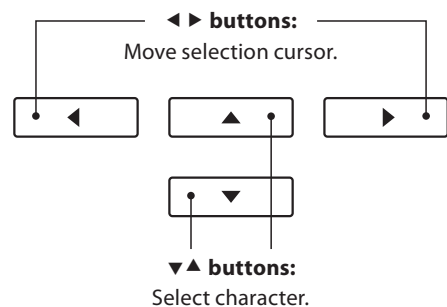 ◀ ▶ buttons:
Move selection cursor.
◀ ▲ ▶
▼
▼▲ buttons:
Select character.